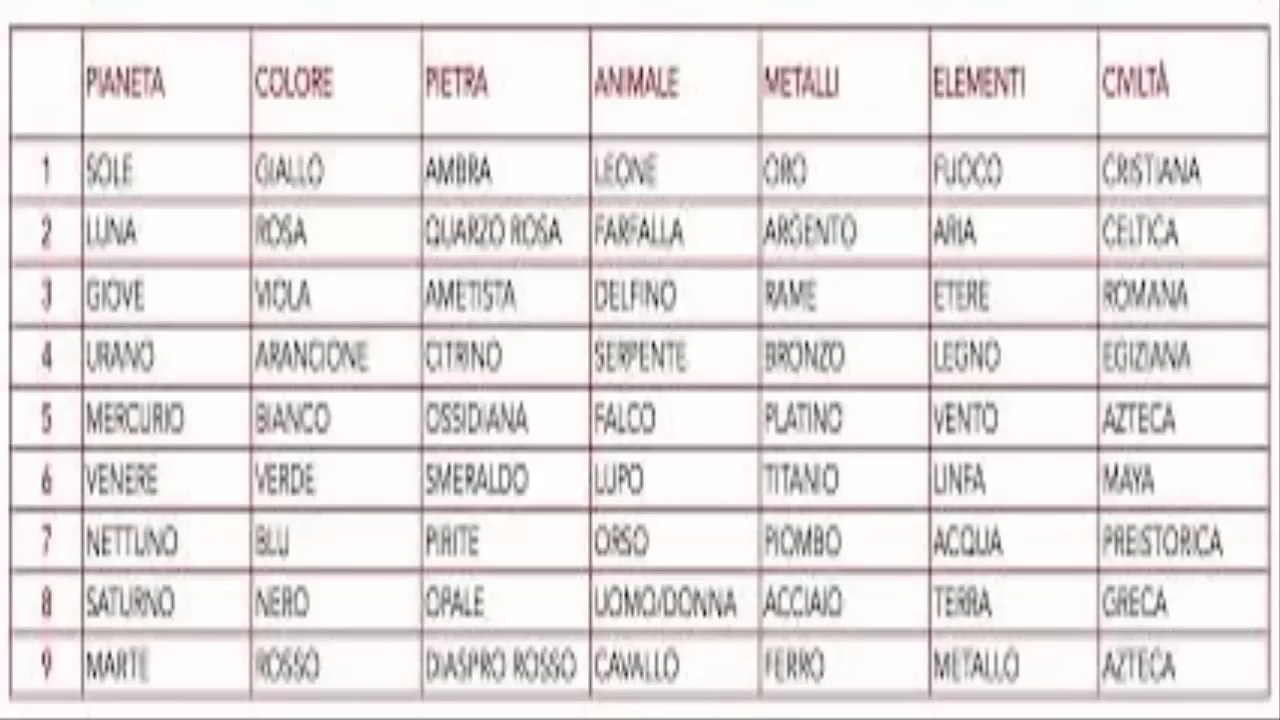 PIANETA COLORE PIETRA ANIMALE METALLI ELEMENTI CIVILTÀ
1 SOLE GIALLO AMBRA LEONE ORO FUOCO CRISTIANA
2 LUNA ROSA QUARZO ROSA FARFALLA ARGENTO ARIA CELTICA
3 GIOVE VIOLA AMETISTA DELFINO RAME ETERE ROMANA
4 URANO ARANCIONE CITRINO SERPENTE BRONZO LEGNO EGIZIANA
5 MERCURIO BIANCO OSSIDIANA FALCO PLATINO VENTO AZTECA
6 VENERE VERDE SMERALDO LUPO TITANIO LINFA MAYA
7 NETTUNO BLU PIRITE ORSO PIOMBO ACQUA PREISTORICA
8 SATURNO NERO OPALE UOMO/DONNA ACCIAIO TERRA GRECA
9 MARTE ROSSO DIASPRO ROSSO CAVALLO FERRO METALLO AZTECA